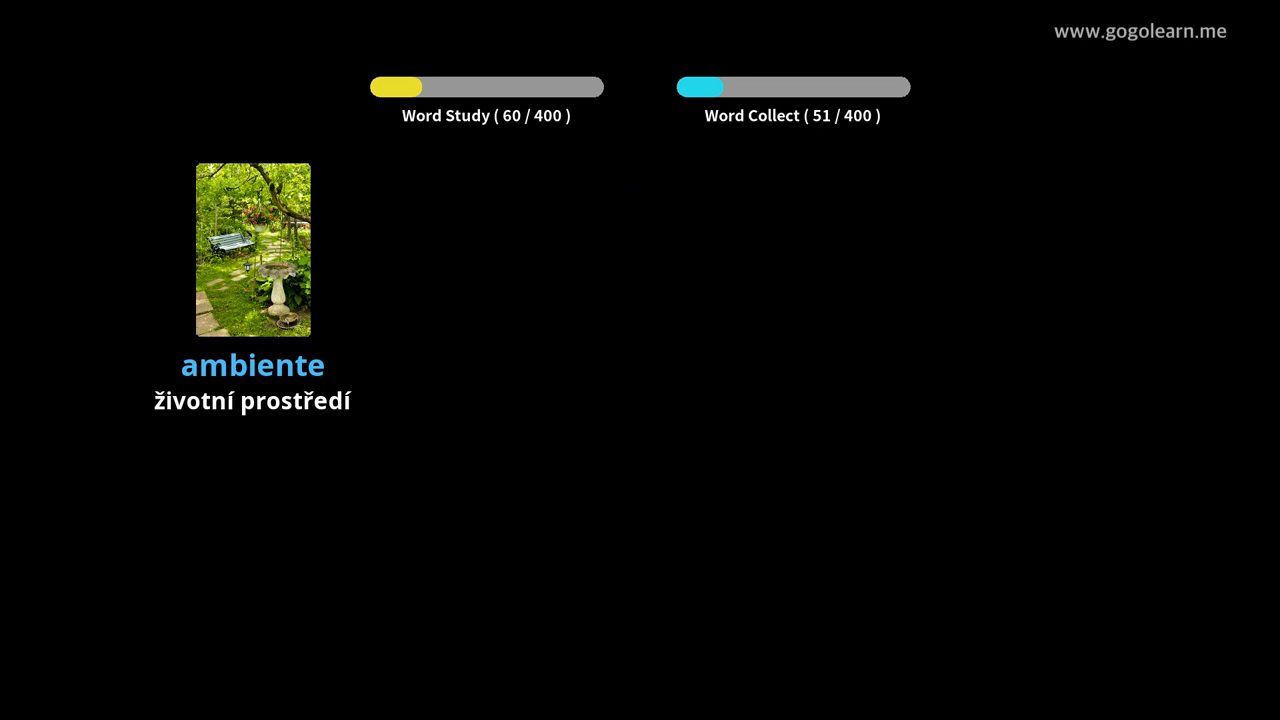 www.gogolearn.me
Word Study ( 60 / 400 )
Word Collect ( 51 / 400 )
ambiente
životní prostředí